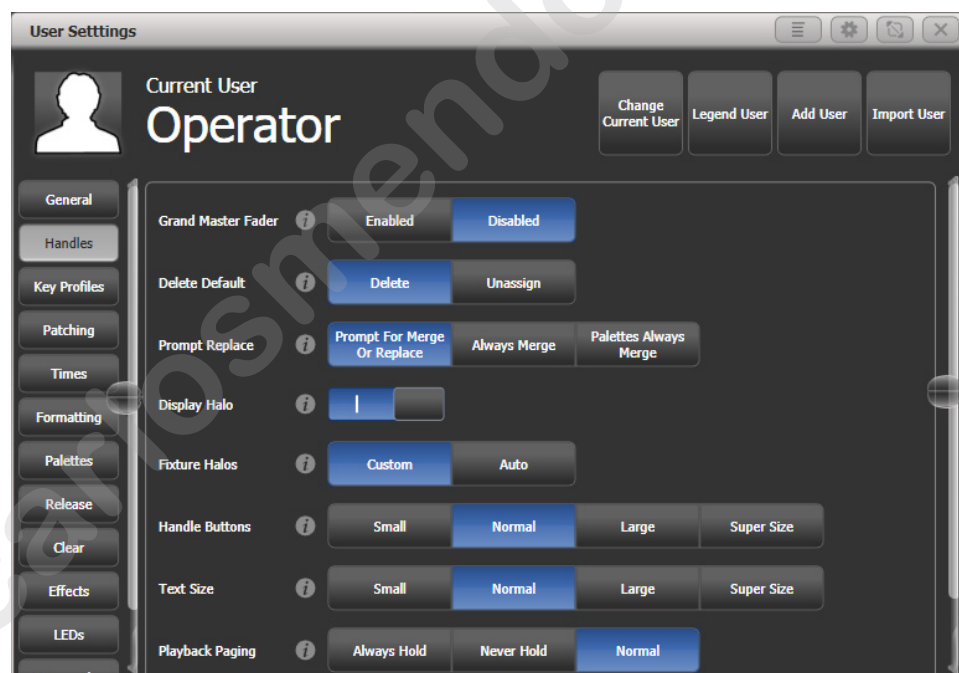 User Setttings
Current User
Operator
Change
Current User
Legend User
Add User
Import User
General
Handles
Key Profiles
Patching
Times
Formatting
Palettes
Release
Clear
Effects
LEDs
Grand Master Fader
Enabled
Disabled
Delete Default
Delete
Unassign
Prompt Replace
Prompt For Merge
Or Replace
Always Merge
Palettes Always
Merge
Display Halo
Fixture Halos
Custom
Auto
Handle Buttons
Small
Normal
Large
Super Size
Text Size
Small
Normal
Large
Super Size
Playback Paging
Always Hold
Never Hold
Normal
carlosmendo